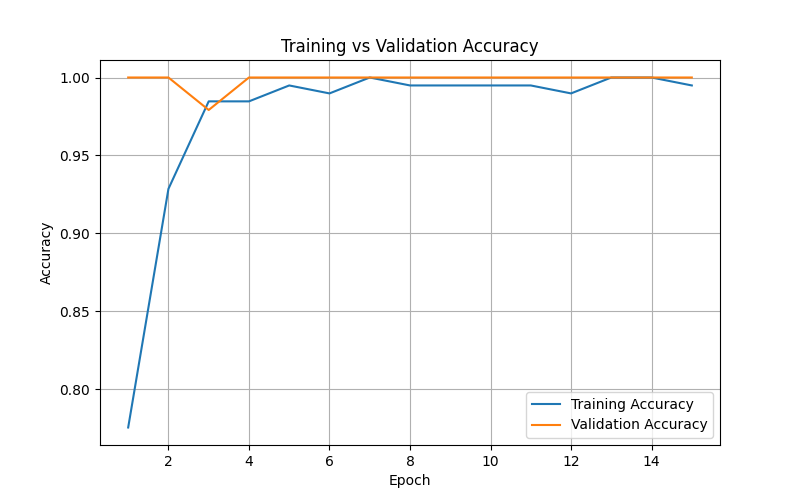 Training vs Validation Accuracy
1.00
0.95
0.90
0.85
0.80
Accuracy
Training Accuracy
Validation Accuracy
2 4 6 8 10 12 14
Epoch